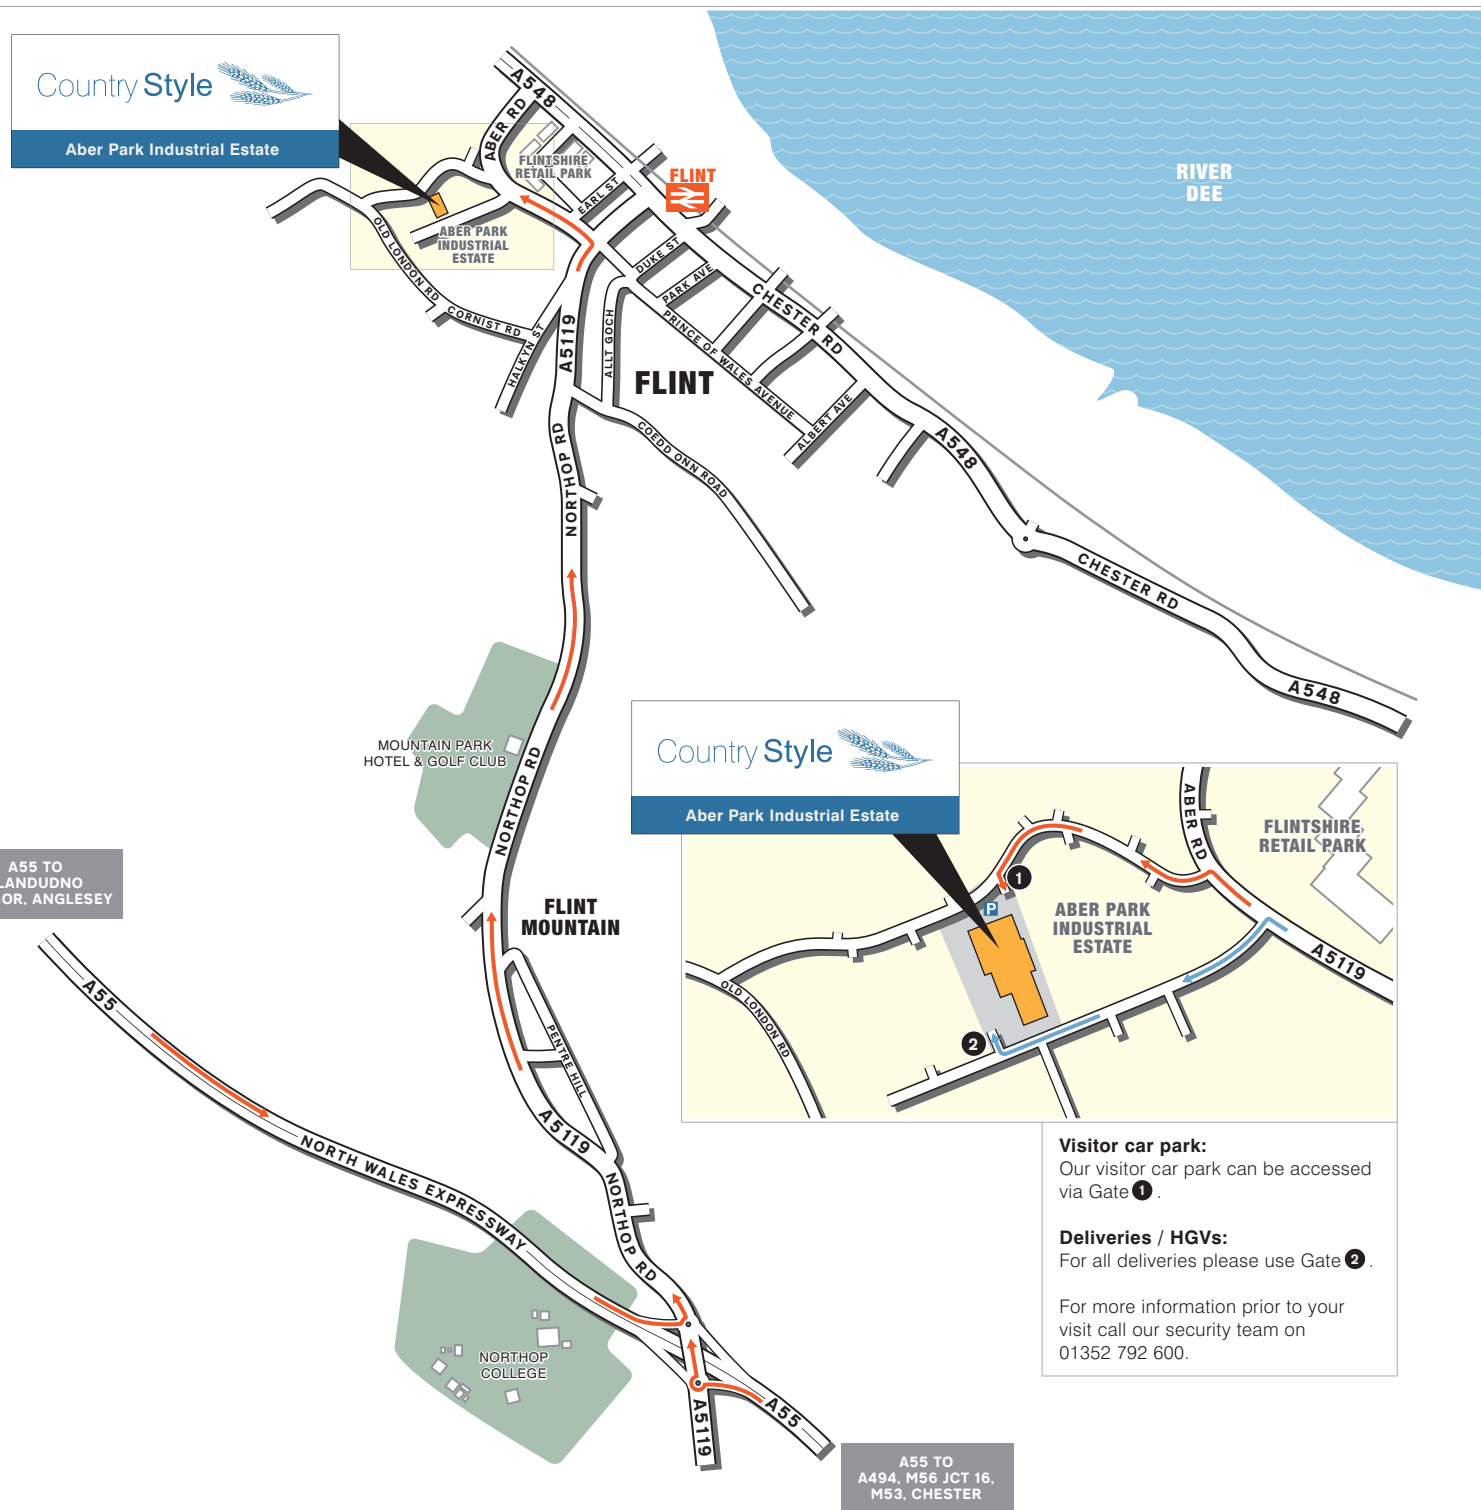 Country Style
Aber Park Industrial Estate
A548
ABER RD
FLINTSHIRE
RETAIL PARK
EARL ST
FLINT
RIVER
DEE
OLD LONDON RD
ABER PARK
INDUSTRIAL
ESTATE
DUKE ST
PARK AVE
CHESTER RD
CORNIST RD
HALKYN ST
A5119
ALLT GOCH
PRINCE OF WALES AVENUE
FLINT
ALBERT AVE
COEDD ONN ROAD
A548
NORTHOP RD
CHESTER RD
A548
MOUNTAIN PARK
HOTEL & GOLF CLUB
NORTHOP RD
Country Style
Aber Park Industrial Estate
ABER RD
FLINTSHIRE
RETAIL PARK
1
P
ABER PARK
INDUSTRIAL
ESTATE
A5119
OLD LONDON RD
2
A55 TO
LANDUDNO
OR, ANGLESEY
FLINT
MOUNTAIN
A55
PENTRE HILL
A5119
NORTH WALES EXPRESSWAY
NORTHOP RD
NORTHOP
COLLEGE
A55
A5119
Visitor car park:
Our visitor car park can be accessed
via Gate 1 .
Deliveries / HGVs:
For all deliveries please use Gate 2 .
For more information prior to your
visit call our security team on
01352 792 600.
A55 TO
A494, M56 JCT 16,
M53, CHESTER